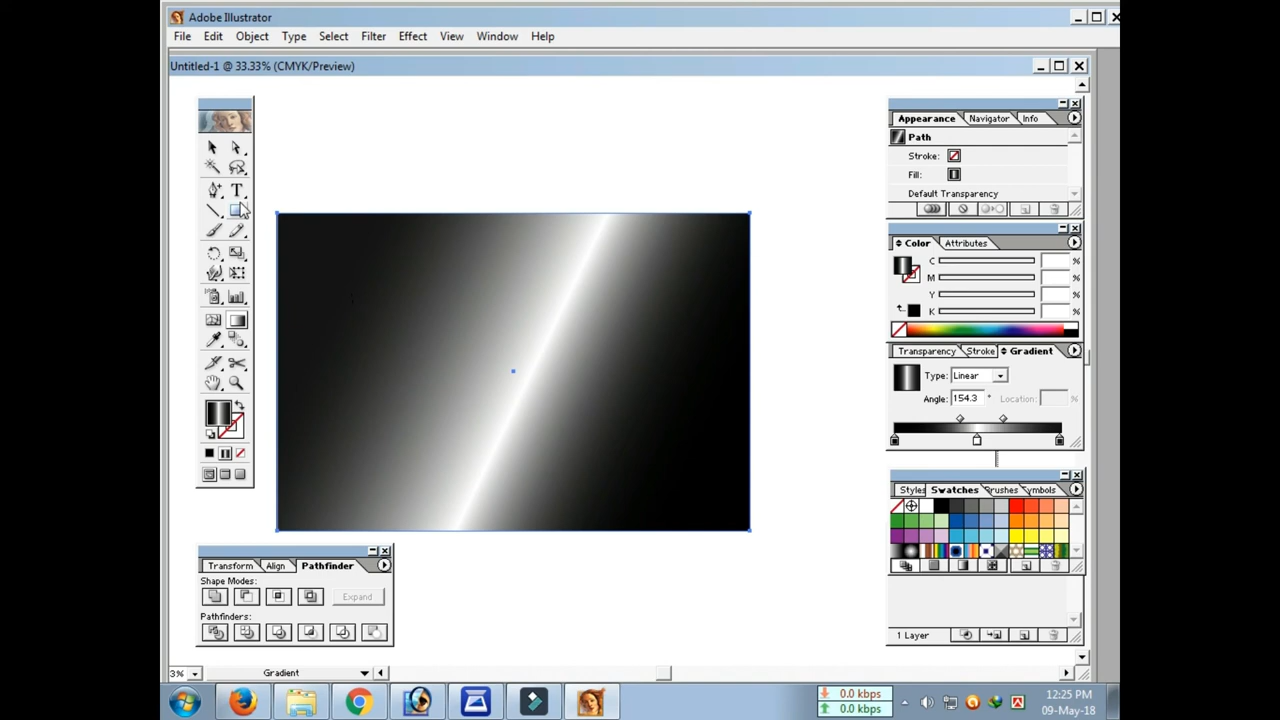 Adobe Illustrator
File Edit Object Type Select Filter Effect View Window Help
Untitled-1 @ 33.33% (CMYK/Preview)
T
Appearance Navigator Info
Path
Stroke:
Fill:
Default Transparency
Color Attributes
C %
M %
Y %
K %
Transparency Stroke Gradient
Type: Linear
Angle: 154.3 ° Location: %
Styles Swatches Brushes Symbols
1 Layer
Transform Align Pathfinder
Shape Modes:
Expand
Pathfinders:
3% Gradient
0.0 kbps
0.0 kbps
12:25 PM
09-May-18